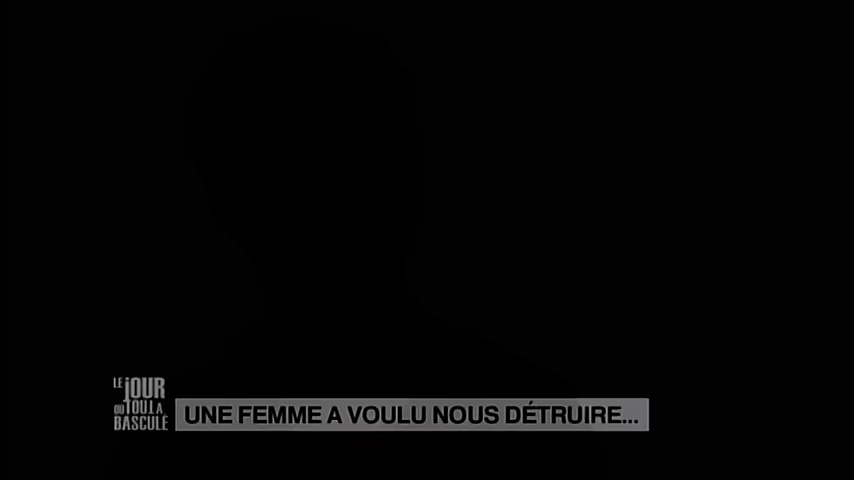 LE JOUR
OÙ TOUT A
BASCULÉ
UNE FEMME A VOULU NOUS DÉTRUIRE...